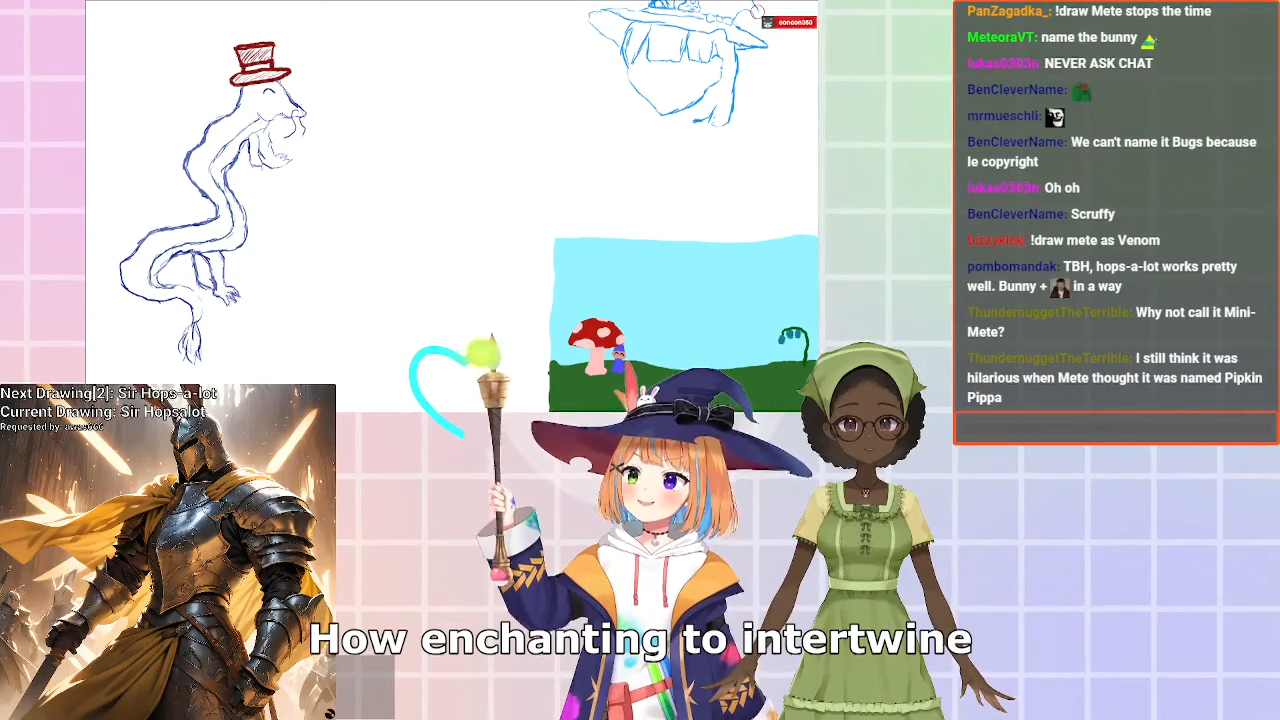 concon350
PanZagadka_: !draw Mete stops the time
MeteoraVT: name the bunny
lukas0303n: NEVER ASK CHAT
BenCleverName:
mrmueschli:
BenCleverName: We can't name it Bugs because
le copyright
lukas0303n: Oh oh
BenCleverName: Scruffy
!draw mete as Venom
pombomandak: TBH, hops-a-lot works pretty
well. Bunny + in a way
ThundernuggetTheTerrible: Why not call it Mini-
Mete?
ThundernuggetTheTerrible: I still think it was
hilarious when Mete thought it was named Pipkin
Pippa
Next Drawing[2]: Sir Hops-a-lot
Current Drawing: Sir Hopsalot
Requested by:
How enchanting to intertwine